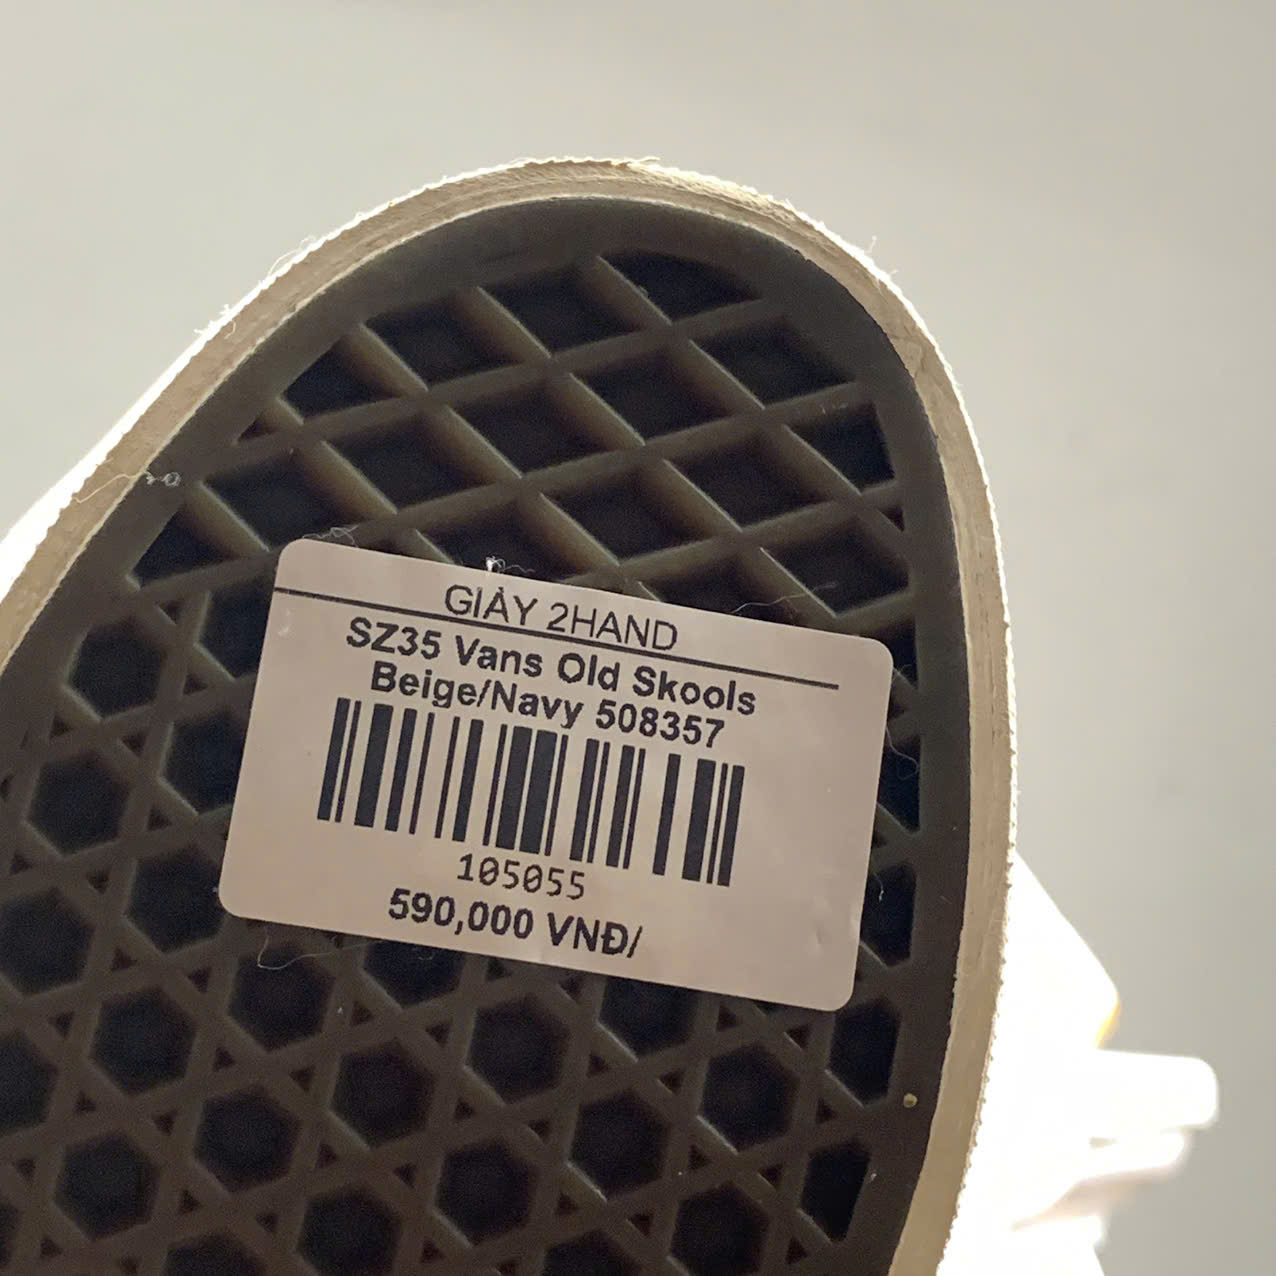 GIÀY 2HAND
SZ35 Vans Old Skools
Beige/Navy 508357
105055
590,000 VNĐ/